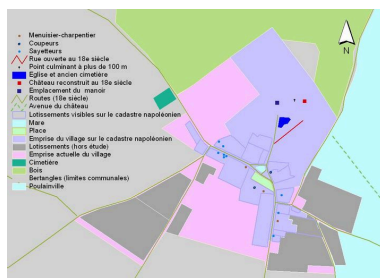 Menuisier-charpentier
Coupeurs
Sayetteurs
Rue ouverte au 18e siècle
Point culminant à plus de 100 m
Eglise et ancien cimetière
Château reconstruit au 18e siècle
Emplacement du manoir
Routes (18e siècle)
Avenue du château
Lotissements visibles sur le cadastre napoléonien
Mare
Place
Emprise du village sur le cadastre napoléonien
Lotissements (hors étude)
Emprise actuelle du village
Cimetière
Bois
Bertangles (limites communales)
Poulainville
N